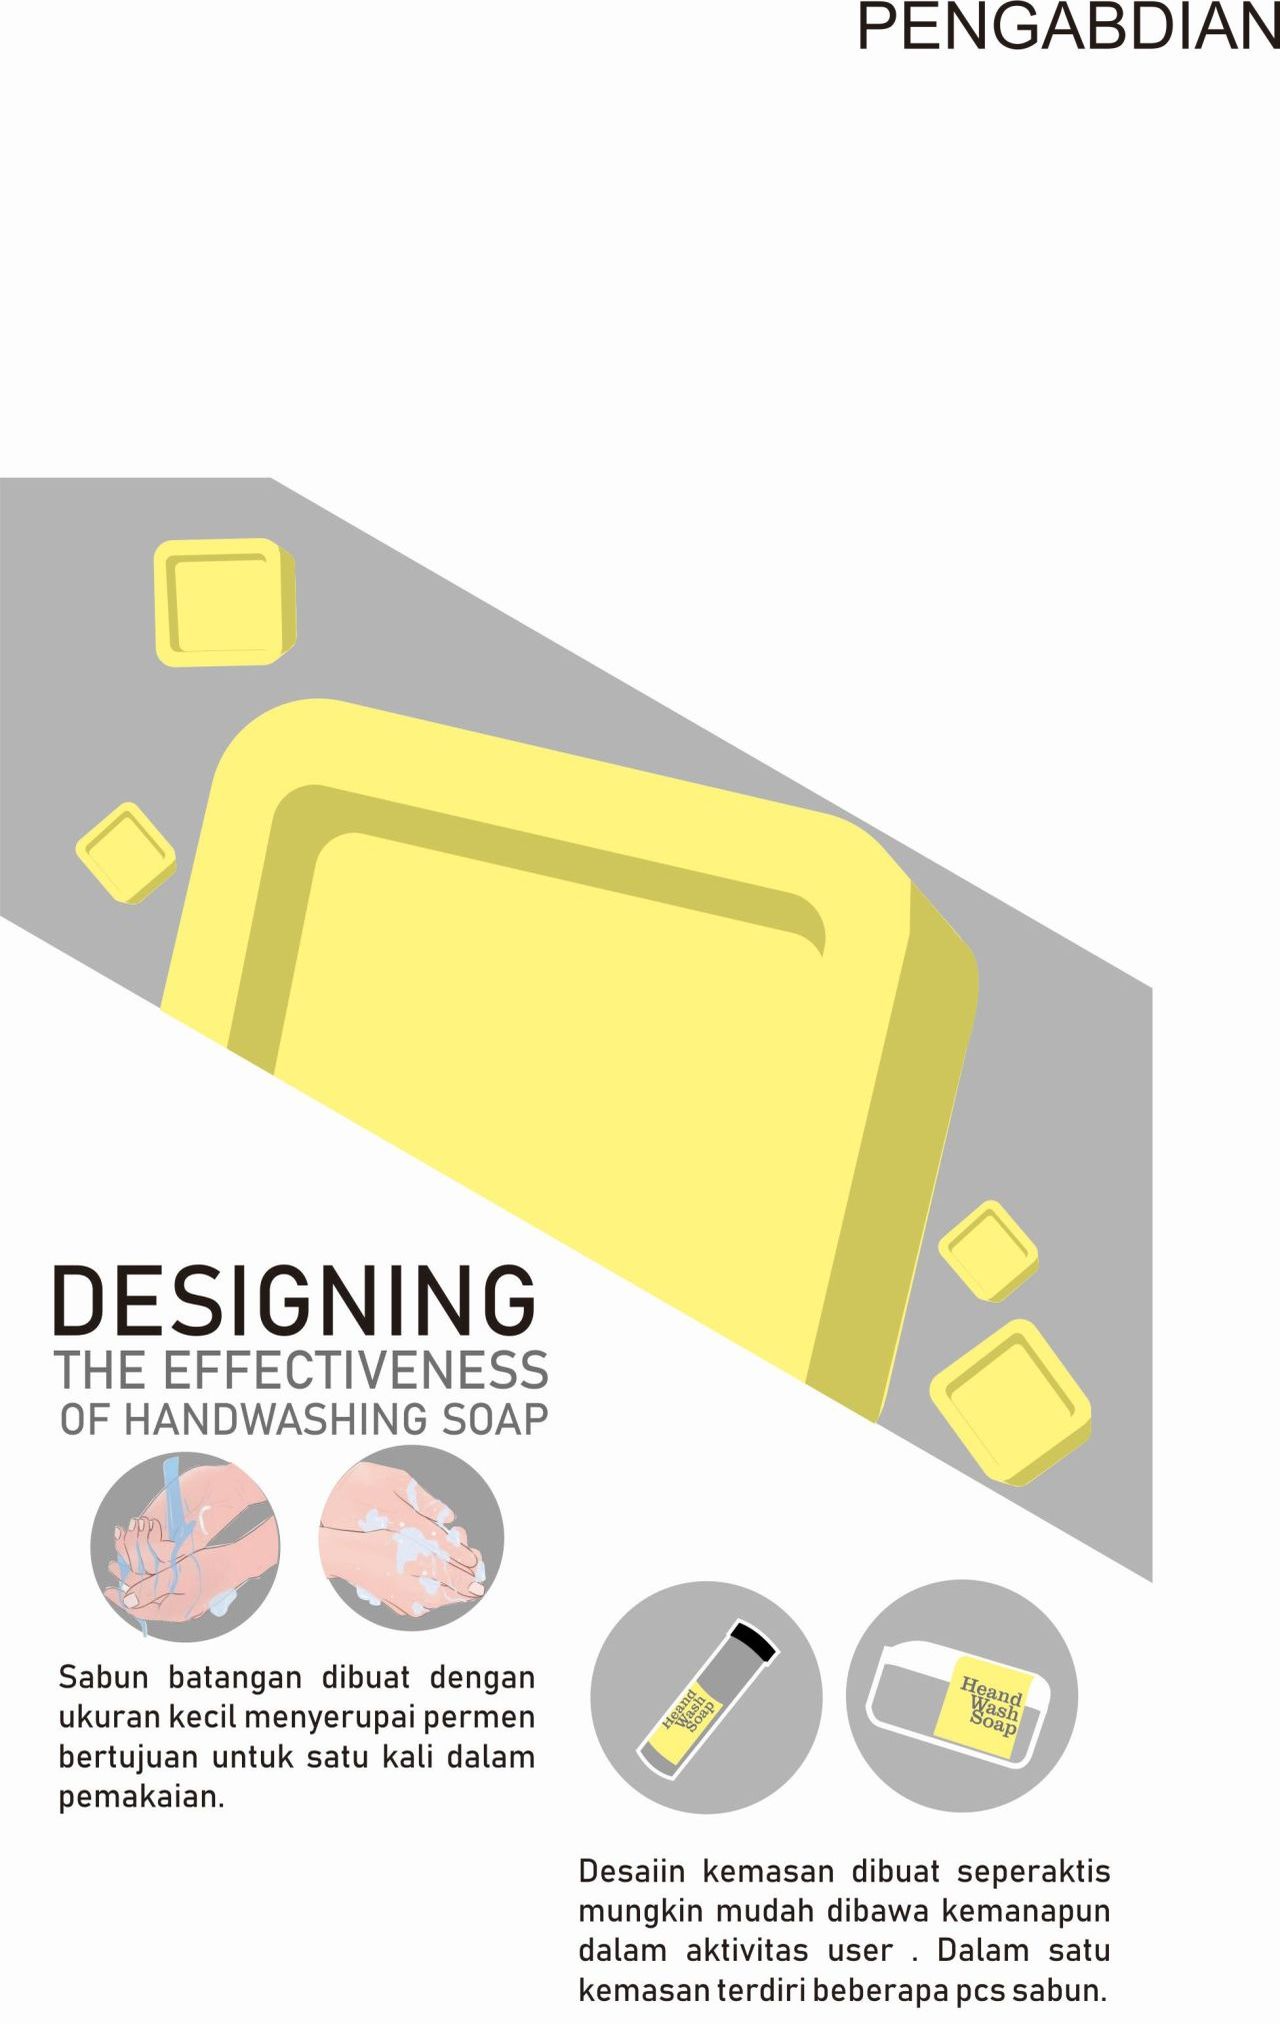 PENGABDIAN
DESIGNING
THE EFFECTIVENESS
OF HANDWASHING SOAP
Sabun batangan dibuat dengan
ukuran kecil menyerupai permen
bertujuan untuk satu kali dalam
pemakaian.
Heand
Wash
Soap
Heand
Wash
Soap
Desaiin kemasan dibuat seperaktis
mungkin mudah dibawa kemanapun
dalam aktivitas user . Dalam satu
kemasan terdiri beberapa pcs sabun.